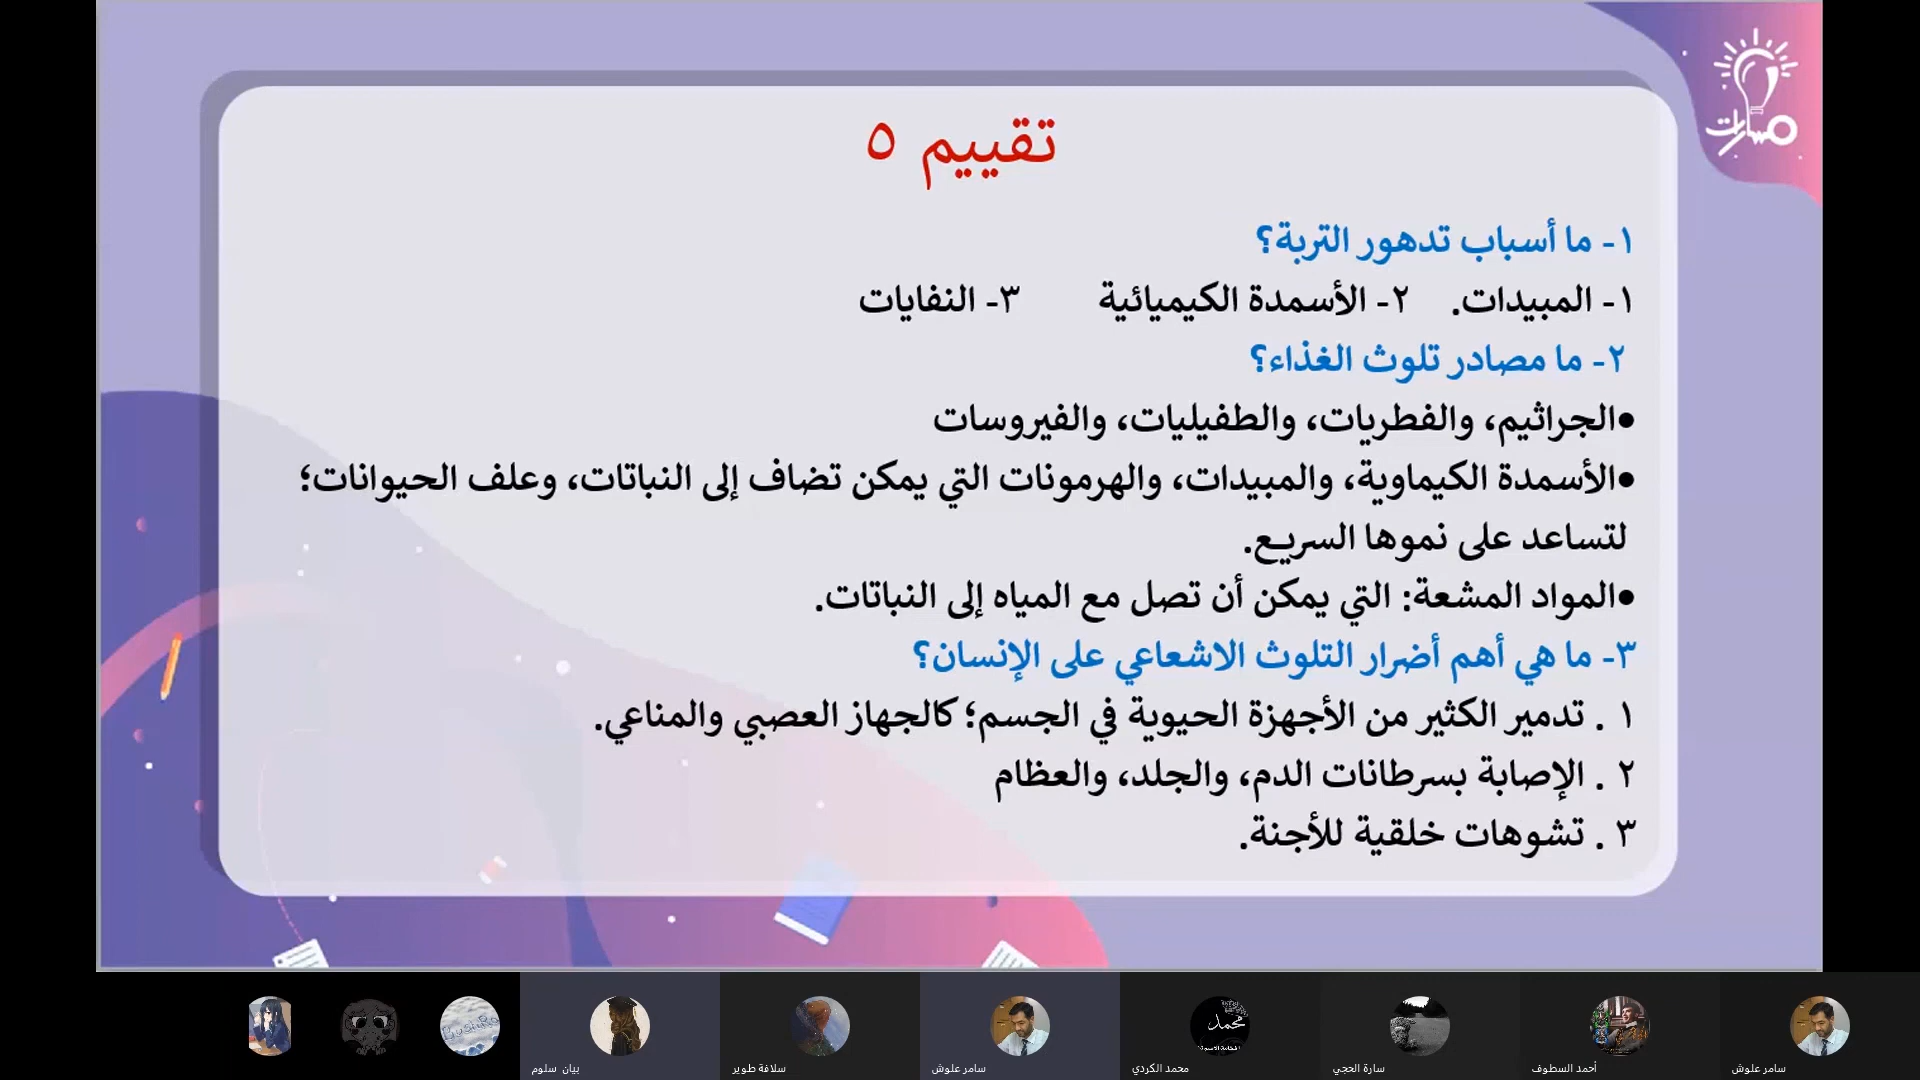 مسارات
تقييم ٥
١- ما أسباب تدهور التربة؟
١- المبيدات. ٢- الأسمدة الكيميائية ٣- النفايات
٢- ما مصادر تلوث الغذاء؟
•الجراثيم، والفطريات، والطفيليات، والفيروسات
•الأسمدة الكيماوية، والمبيدات، والهرمونات التي يمكن تضاف إلى النباتات، وعلف الحيوانات؛
لتساعد على نموها السريع.
•المواد المشعة: التي يمكن أن تصل مع المياه إلى النباتات.
٣- ما هي أهم أضرار التلوث الاشعاعي على الإنسان؟
١ . تدمير الكثير من الأجهزة الحيوية في الجسم؛ كالجهاز العصبي والمناعي.
٢ . الإصابة بسرطانات الدم، والجلد، والعظام
٣ . تشوهات خلقية للأجنة.
محمد
بيان سلوم
سلافة طوير
سامر علوش
محمد الكردي
سارة الحجي
أحمد السطوف
سامر علوش